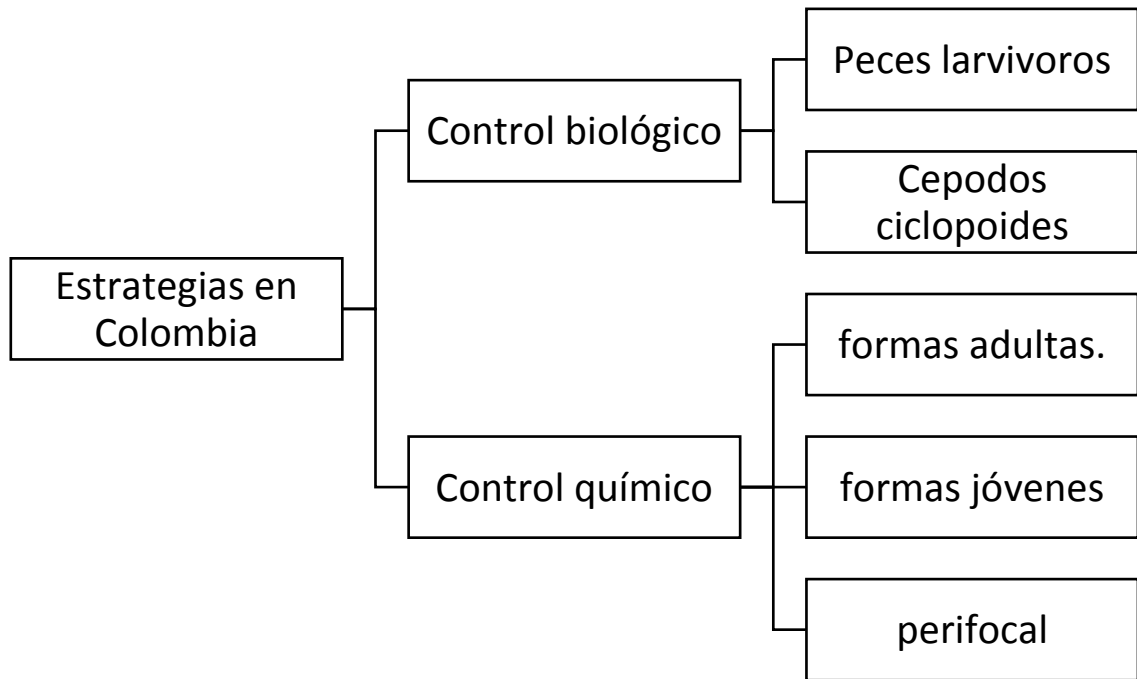 Estrategias en
Colombia
Control biológico
Peces larvivoros
Cepodos
ciclopoides
Control químico
formas adultas.
formas jóvenes
perifocal